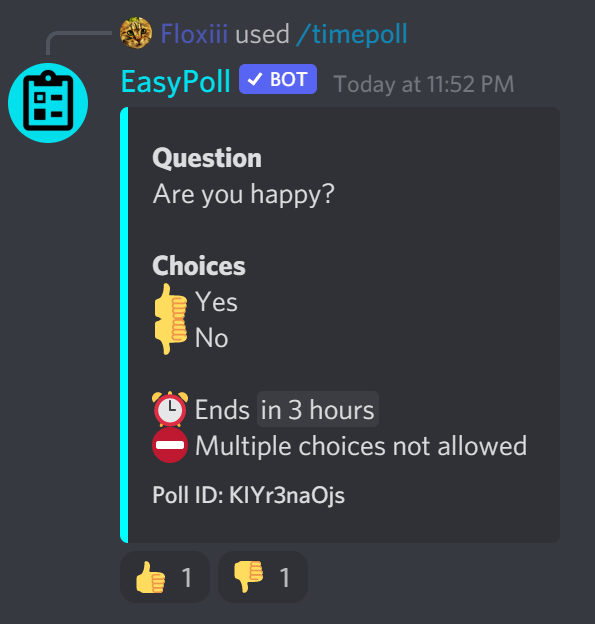 Floxiii used /timepoll
EasyPoll ✓ BOT Today at 11:52 PM
Question
Are you happy?
Choices
👍 Yes
👎 No
⏰ Ends in 3 hours
⛔ Multiple choices not allowed
Poll ID: KIYr3naOjs
👍 1 👎 1